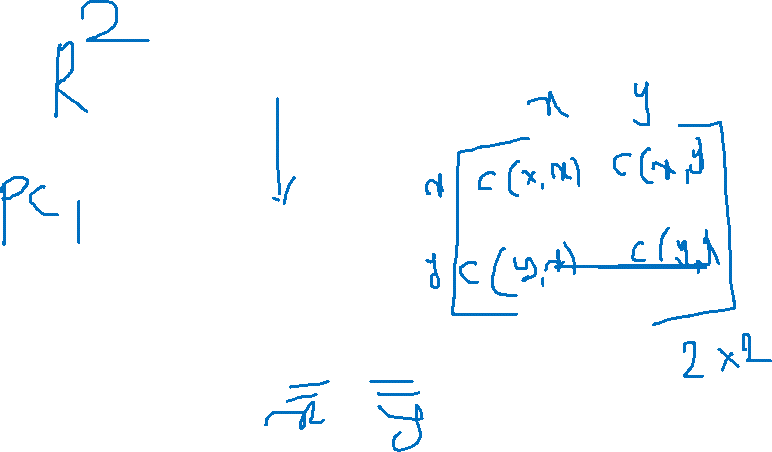 R²
x y
x c(x,x) c(x,y)
PC1
y c(y,x) c(y,y)
2×2
x y